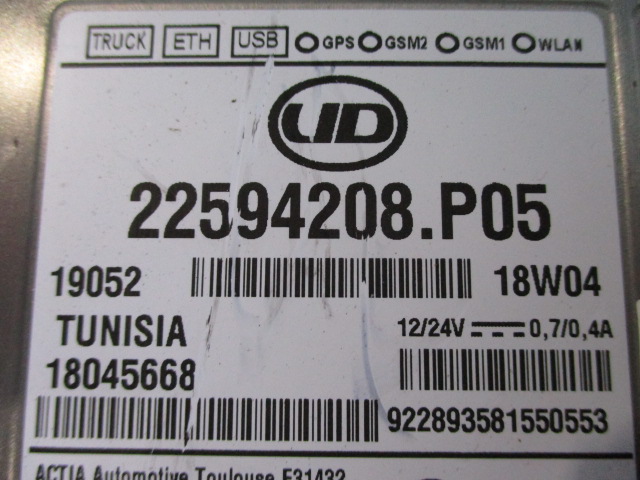 TRUCK ETH USB GPS GSM2 GSM1 WLAN
UD
22594208.P05
19052 18W04
TUNISIA 12/24V 0,7/0,4A
18045668
922893581550553
ACTIA Automotive Toulouse F31432